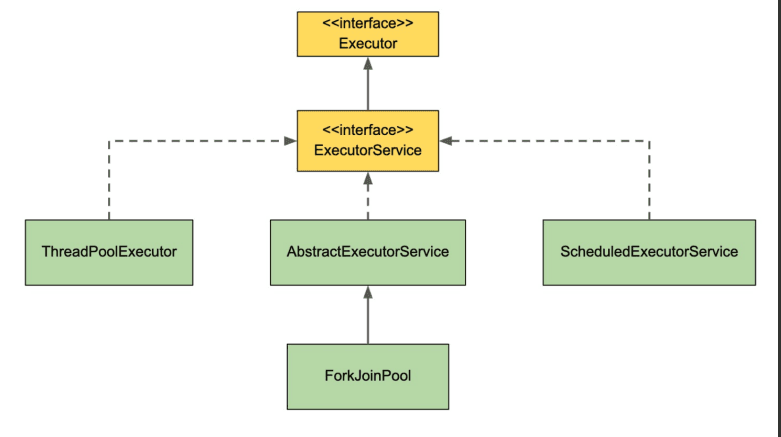 <<interface>>
Executor
<<interface>>
ExecutorService
ThreadPoolExecutor
AbstractExecutorService
ScheduledExecutorService
ForkJoinPool